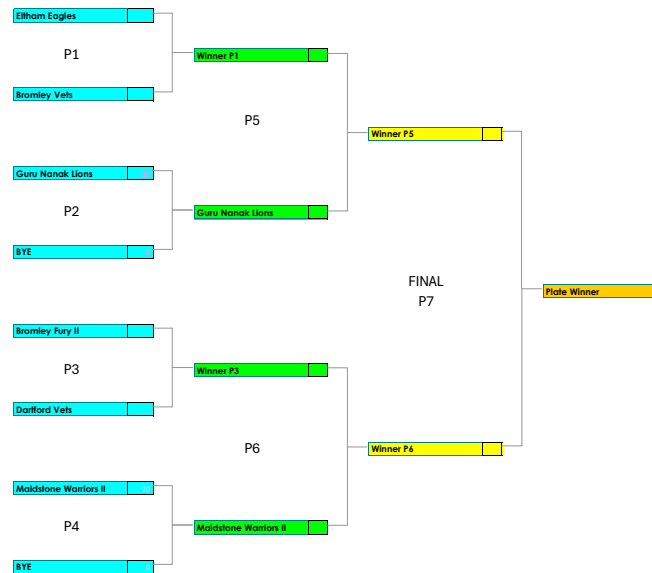 Eltham Eagles
P1
Winner P1
Bromley Vets
P5
Winner P5
Guru Nanak Lions
P2
Guru Nanak Lions
BYE
FINAL
P7
Plate Winner
Bromley Fury II
P3
Winner P3
Dartford Vets
P6
Winner P6
Maidstone Warriors II
P4
Maidstone Warriors II
BYE